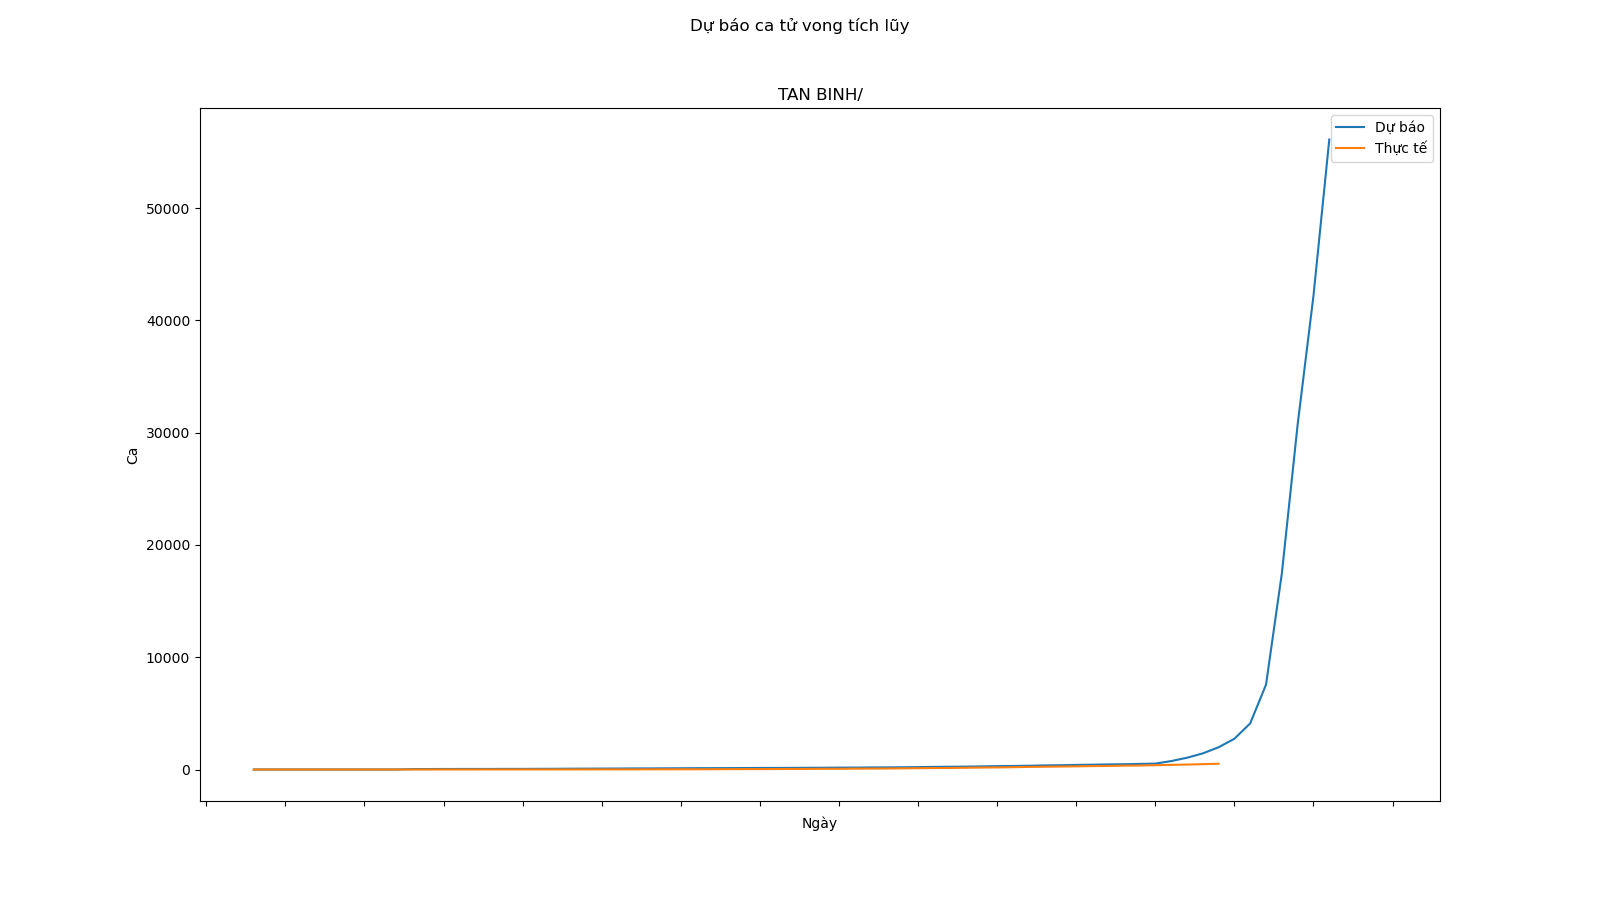 Dự báo ca tử vong tích lũy
TAN BINH/
Dự báo
Thực tế
50000
40000
30000
20000
10000
0
Ca
Ngày